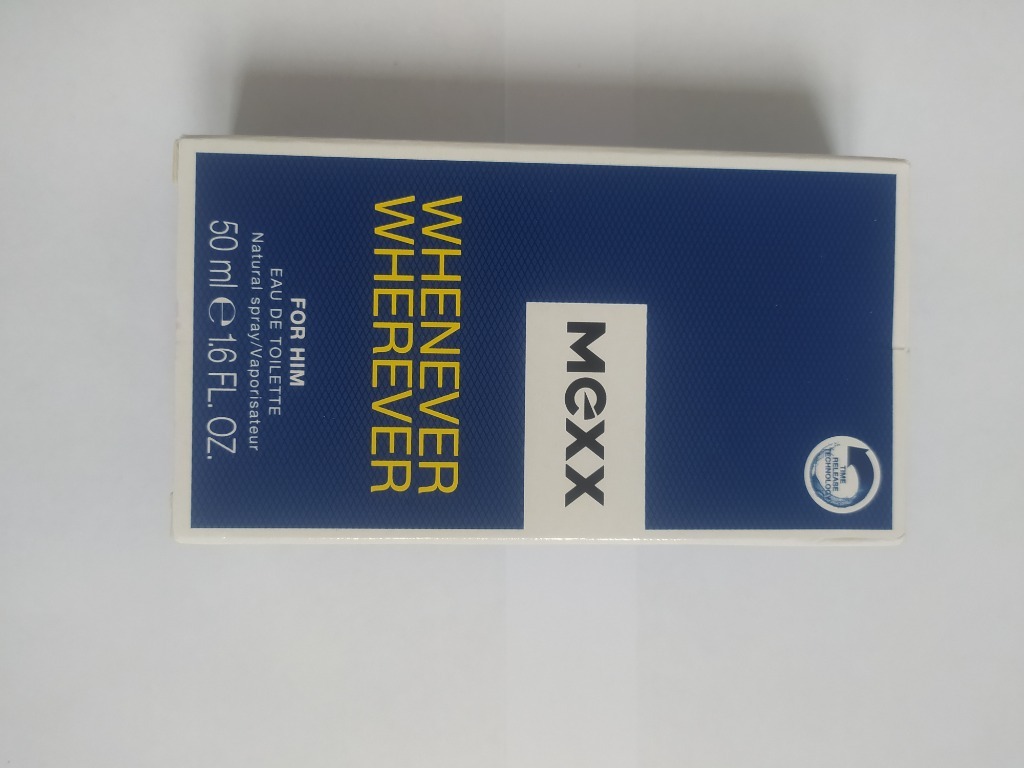 TIME
RELEASE
TECHNOLOGY
Mexx
WHENEVER
WHEREVER
FOR HIM
EAU DE TOILETTE
Natural spray/Vaporisateur
50 ml ℮ 1.6 FL. OZ.